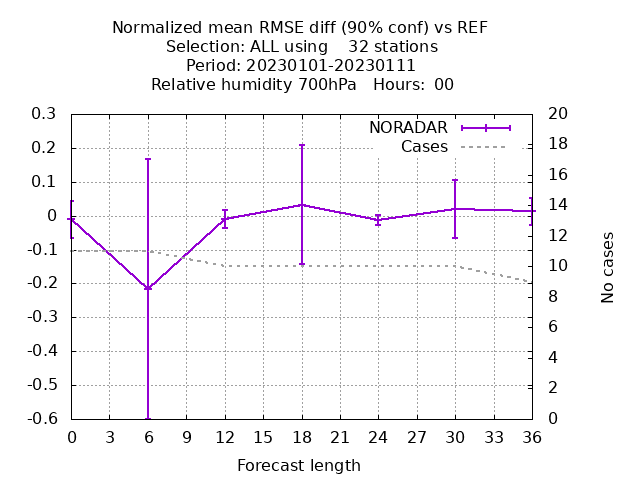 Normalized mean RMSE diff (90% conf) vs REF
Selection: ALL using    32 stations
Period: 20230101-20230111
Relative humidity 700hPa   Hours:  00
NORADAR
Cases
0.3
0.2
0.1
0
-0.1
-0.2
-0.3
-0.4
-0.5
-0.6
20
18
16
14
12
10
8
6
4
2
0
No cases
0 3 6 9 12 15 18 21 24 27 30 33 36
Forecast length